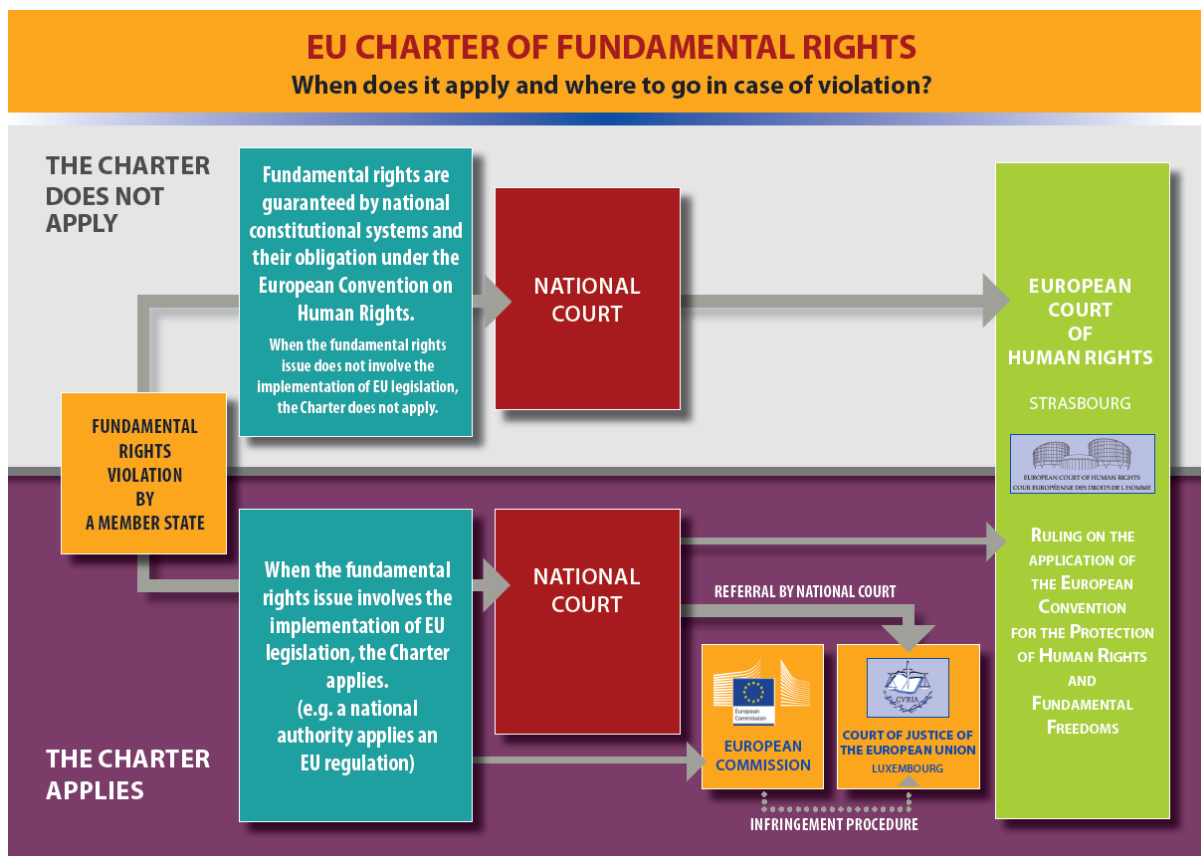 EU CHARTER OF FUNDAMENTAL RIGHTS
When does it apply and where to go in case of violation?
THE CHARTER
DOES NOT
APPLY
Fundamental rights are
guaranteed by national
constitutional systems and
their obligation under the
European Convention on
Human Rights.
When the fundamental rights
issue does not involve the
implementation of EU legislation,
the Charter does not apply.
NATIONAL
COURT
EUROPEAN
COURT
OF
HUMAN RIGHTS
STRASBOURG
EUROPEAN COURT OF HUMAN RIGHTS
COUR EUROPÉENNE DES DROITS DE L'HOMME
RULING ON THE
APPLICATION OF
THE EUROPEAN
CONVENTION
FOR THE PROTECTION
OF HUMAN RIGHTS
AND
FUNDAMENTAL
FREEDOMS
FUNDAMENTAL
RIGHTS
VIOLATION
BY
A MEMBER STATE
When the fundamental
rights issue involves the
implementation of EU
legislation, the Charter
applies.
(e.g. a national
authority applies an
EU regulation)
NATIONAL
COURT
REFERRAL BY NATIONAL COURT
European
Commission
EUROPEAN
COMMISSION
CVRIA
COURT OF JUSTICE OF
THE EUROPEAN UNION
LUXEMBOURG
INFRINGEMENT PROCEDURE
THE CHARTER
APPLIES